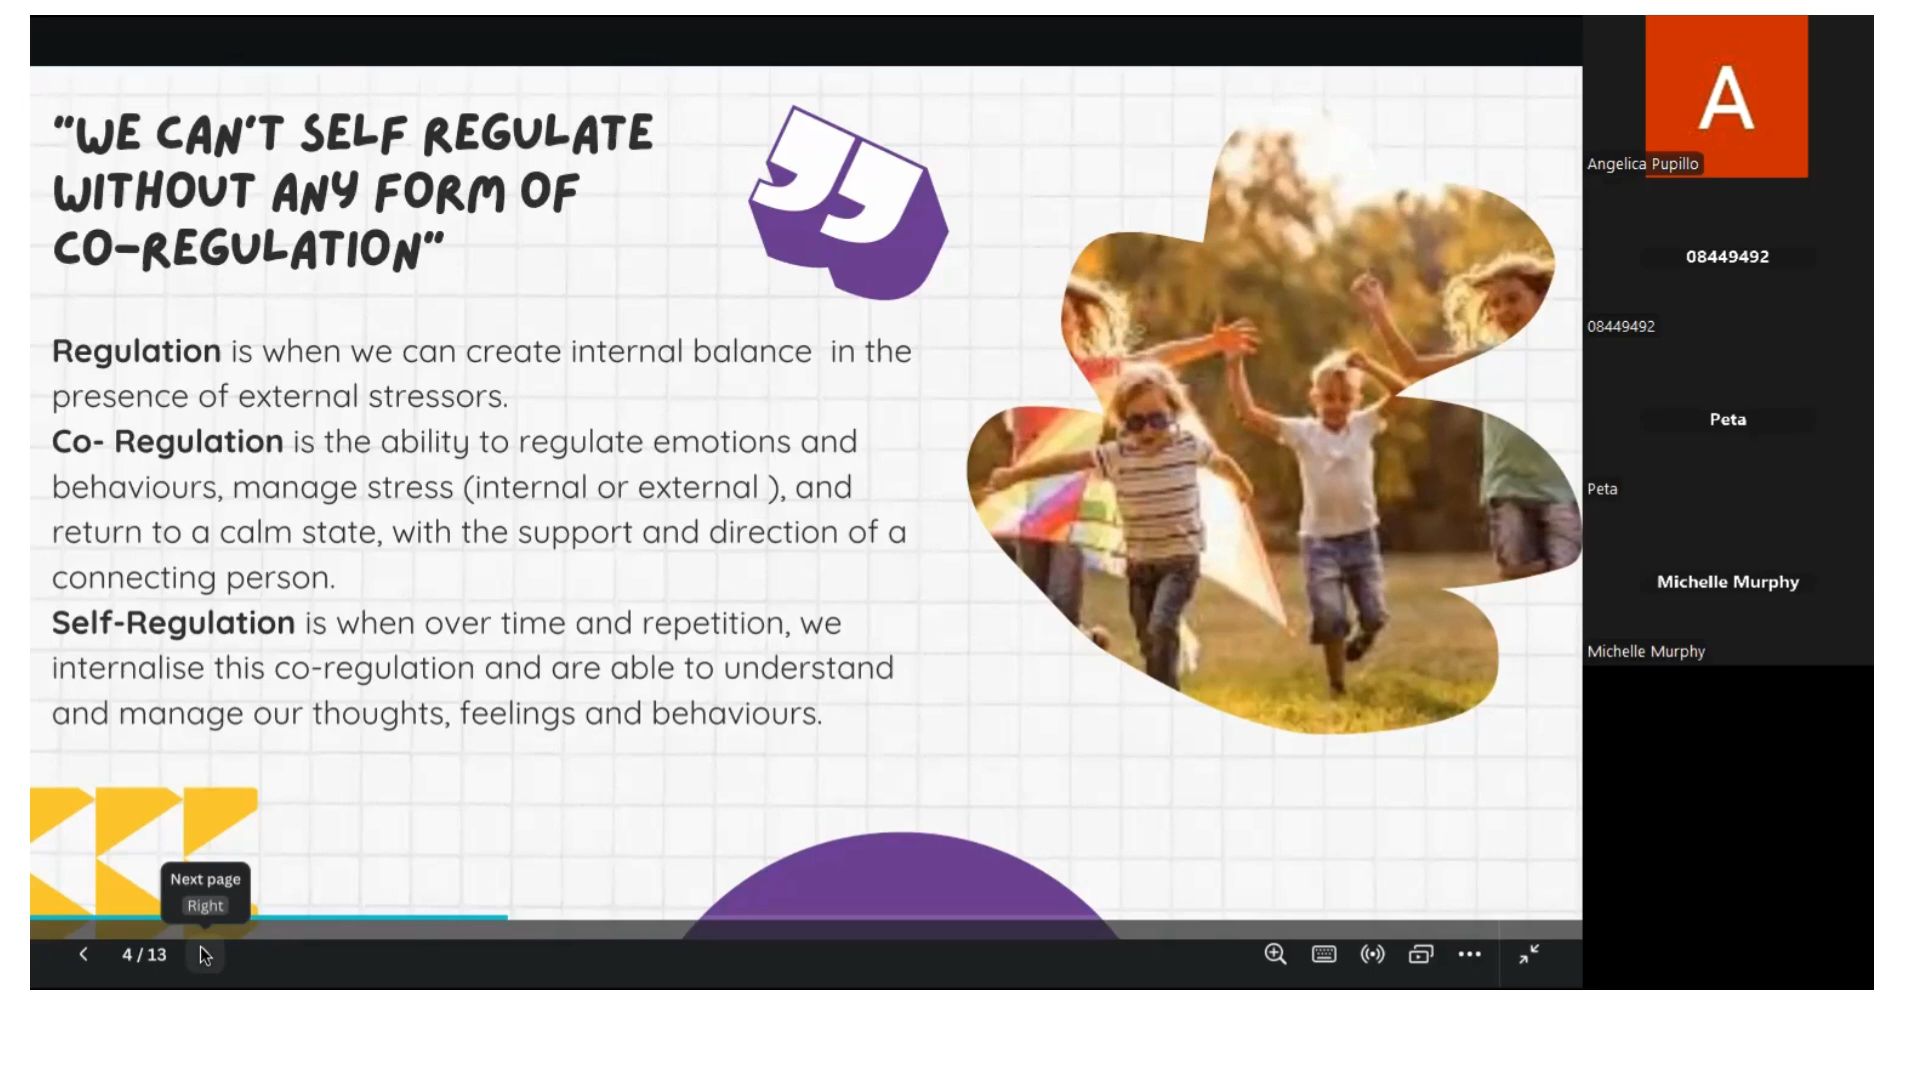 "WE CAN'T SELF REGULATE
WITHOUT ANY FORM OF
CO-REGULATION"
Regulation is when we can create internal balance  in the
presence of external stressors.
Co- Regulation is the ability to regulate emotions and
behaviours, manage stress (internal or external ), and
return to a calm state, with the support and direction of a
connecting person.
Self-Regulation is when over time and repetition, we
internalise this co-regulation and are able to understand
and manage our thoughts, feelings and behaviours.
Next page
Right
4 / 13
A
Angelica Pupillo
08449492
08449492
Peta
Peta
Michelle Murphy
Michelle Murphy